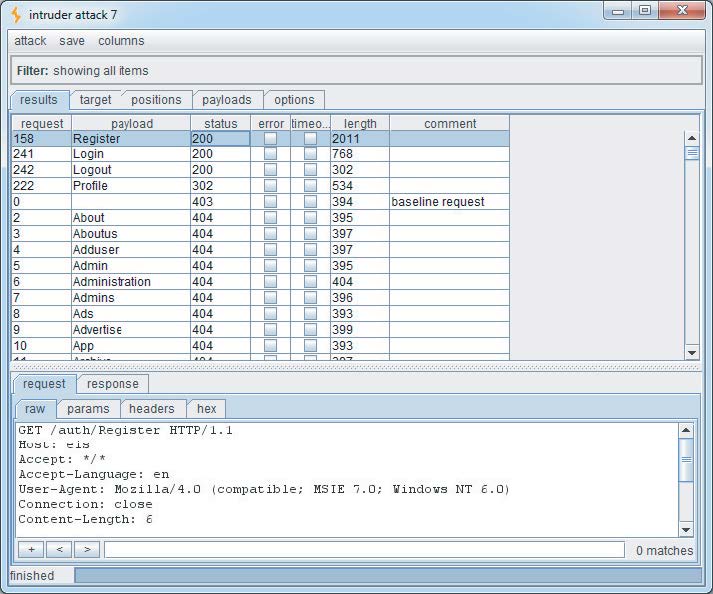 intruder attack 7
attack save columns
Filter: showing all items
results target positions payloads options
request payload status error timeo... length comment
158 Register 200 2011
241 Login 200 768
242 Logout 200 302
222 Profile 302 534
0 403 394 baseline request
2 About 404 395
3 Aboutus 404 397
4 Adduser 404 397
5 Admin 404 395
6 Administration 404 404
7 Admins 404 396
8 Ads 404 393
9 Advertise 404 399
10 App 404 393
11 Archive 404 397
request response
raw params headers hex
GET /auth/Register HTTP/1.1
Host: eis
Accept: */*
Accept-Language: en
User-Agent: Mozilla/4.0 (compatible; MSIE 7.0; Windows NT 6.0)
Connection: close
Content-Length: 6
+ < > 0 matches
finished